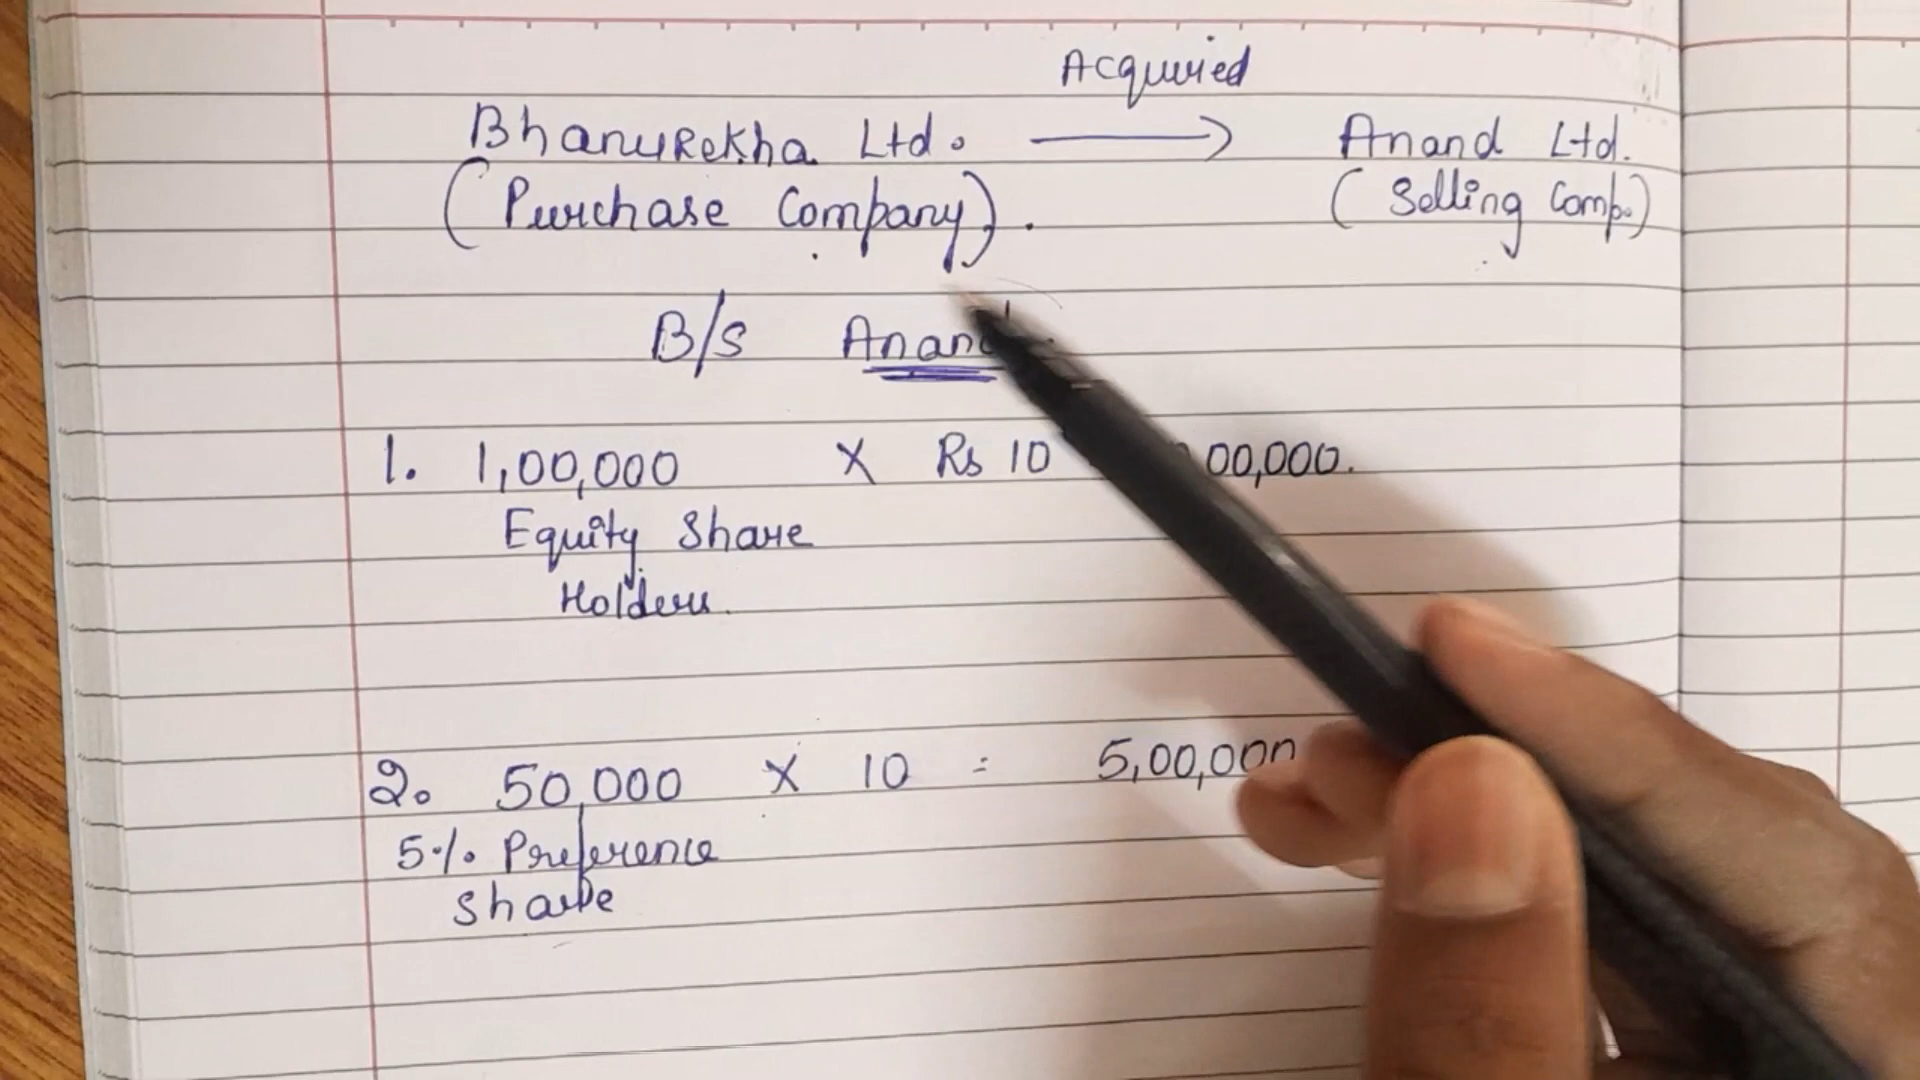 Acquired
Bhanurekha Ltd. → Anand Ltd.
(Purchase Company). (Selling Comp.)
B/S Anand
1. 1,00,000 X Rs 10 00,000.
Equity Share
Holders.
2. 50,000 X 10 = 5,00,000
5% Preference
Share